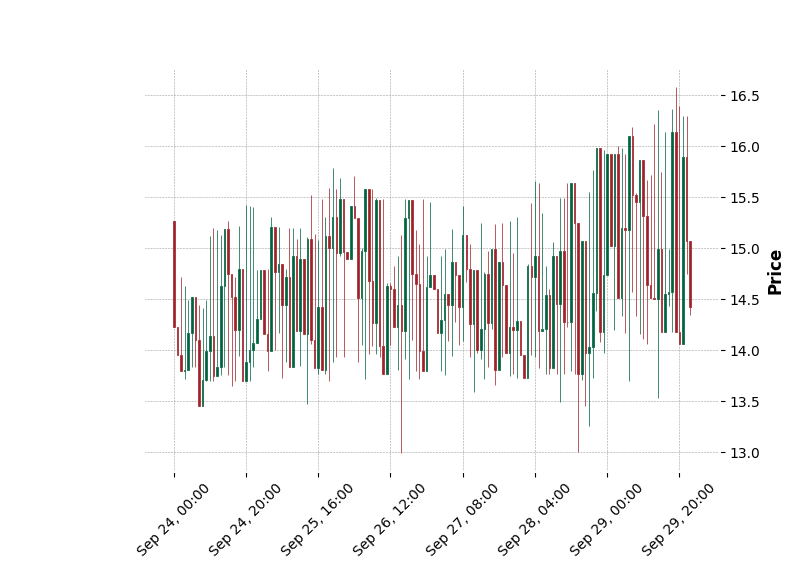 16.5
16.0
15.5
15.0
14.5
14.0
13.5
13.0
Price
Sep 24, 00:00
Sep 24, 20:00
Sep 25, 16:00
Sep 26, 12:00
Sep 27, 08:00
Sep 28, 04:00
Sep 29, 00:00
Sep 29, 20:00